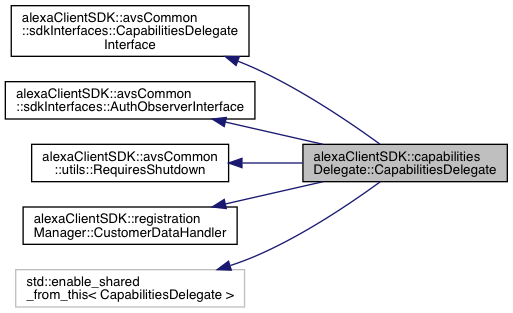 alexaClientSDK::avsCommon
::sdkInterfaces::CapabilitiesDelegate
Interface
alexaClientSDK::avsCommon
::sdkInterfaces::AuthObserverInterface
alexaClientSDK::avsCommon
::utils::RequiresShutdown
alexaClientSDK::capabilities
Delegate::CapabilitiesDelegate
alexaClientSDK::registration
Manager::CustomerDataHandler
std::enable_shared
_from_this< CapabilitiesDelegate >